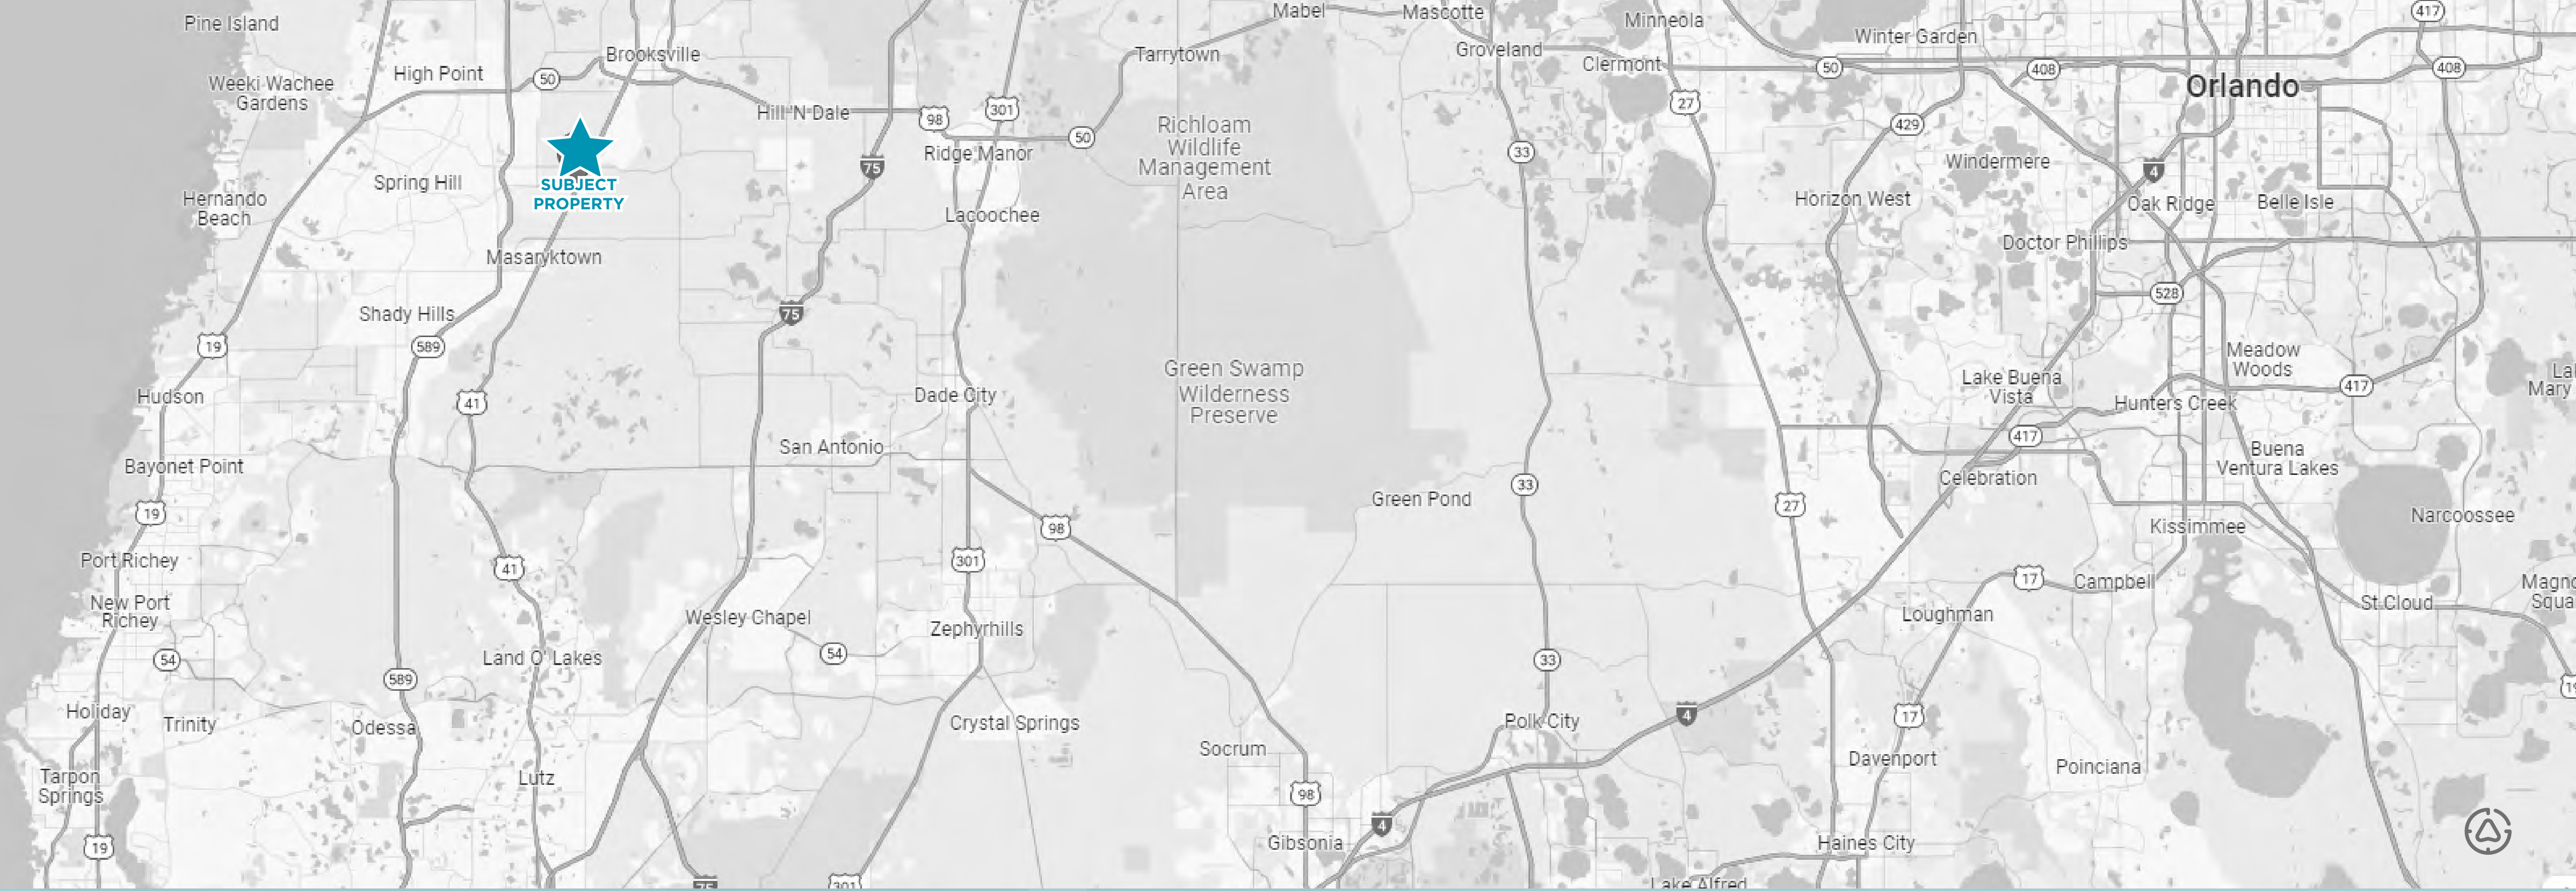 Pine Island
Mabel
Mascotte
Minneola
417
Winter Garden
Brooksville
Tarrytown
Groveland
Clermont
50
408
408
High Point
50
Orlando
Weeki Wachee
Gardens
27
Hill 'N Dale
98
301
429
Richloam
Wildlife
Management
Area
50
33
Ridge Manor
75
Windermere
4
Spring Hill
SUBJECT
PROPERTY
Hernando
Beach
Horizon West
Oak Ridge
Belle Isle
Lacoochee
Doctor Phillips
Masaryktown
528
75
Shady Hills
19
589
Meadow
Woods
Green Swamp
Wilderness
Preserve
Lake Buena
Vista
417
Hudson
41
Dade City
Hunters Creek
417
San Antonio
Buena
Ventura Lakes
Bayonet Point
Celebration
33
Green Pond
27
19
Narcoossee
98
Kissimmee
Port Richey
301
41
17
Campbell
New Port
Richey
St Cloud
Wesley Chapel
Loughman
Zephyrhills
54
54
Land O' Lakes
33
589
Holiday
Trinity
Odessa
Crystal Springs
4
17
Polk City
Socrum
Davenport
Poinciana
Tarpon
Springs
Lutz
98
4
19
Gibsonia
Haines City
75
301
Lake Alfred